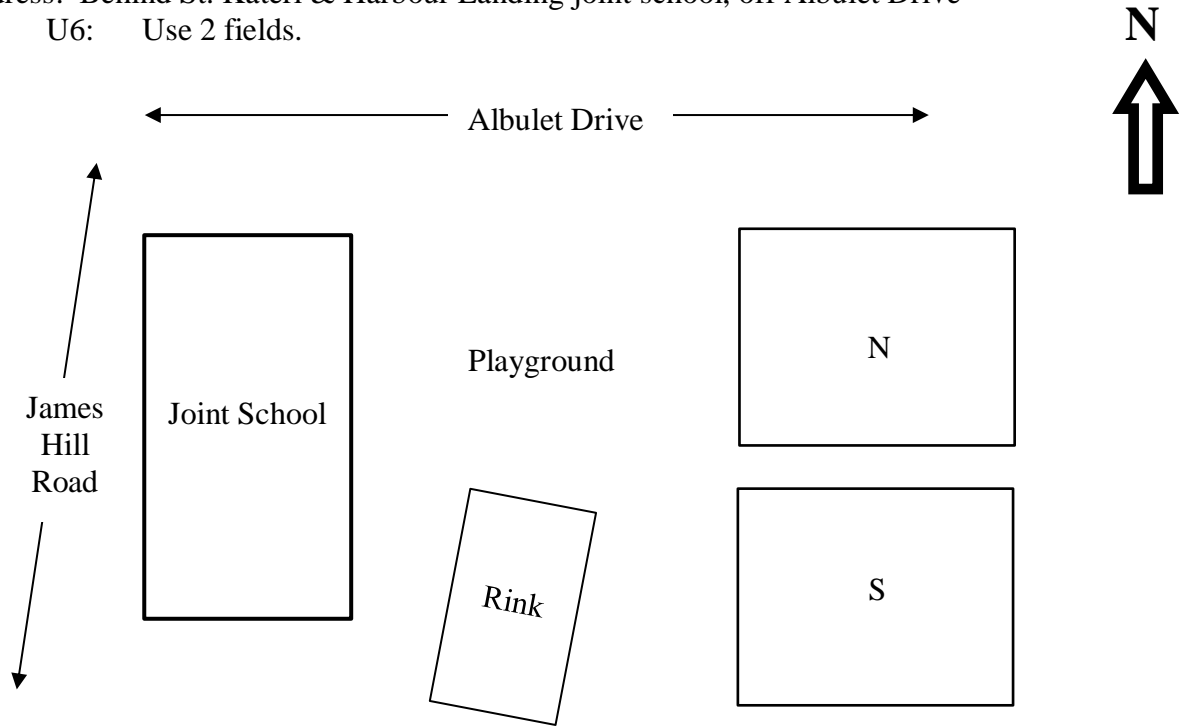 U6: Use 2 fields.
N
Albulet Drive
N
Playground
James
Hill
Road
Joint School
Rink
S